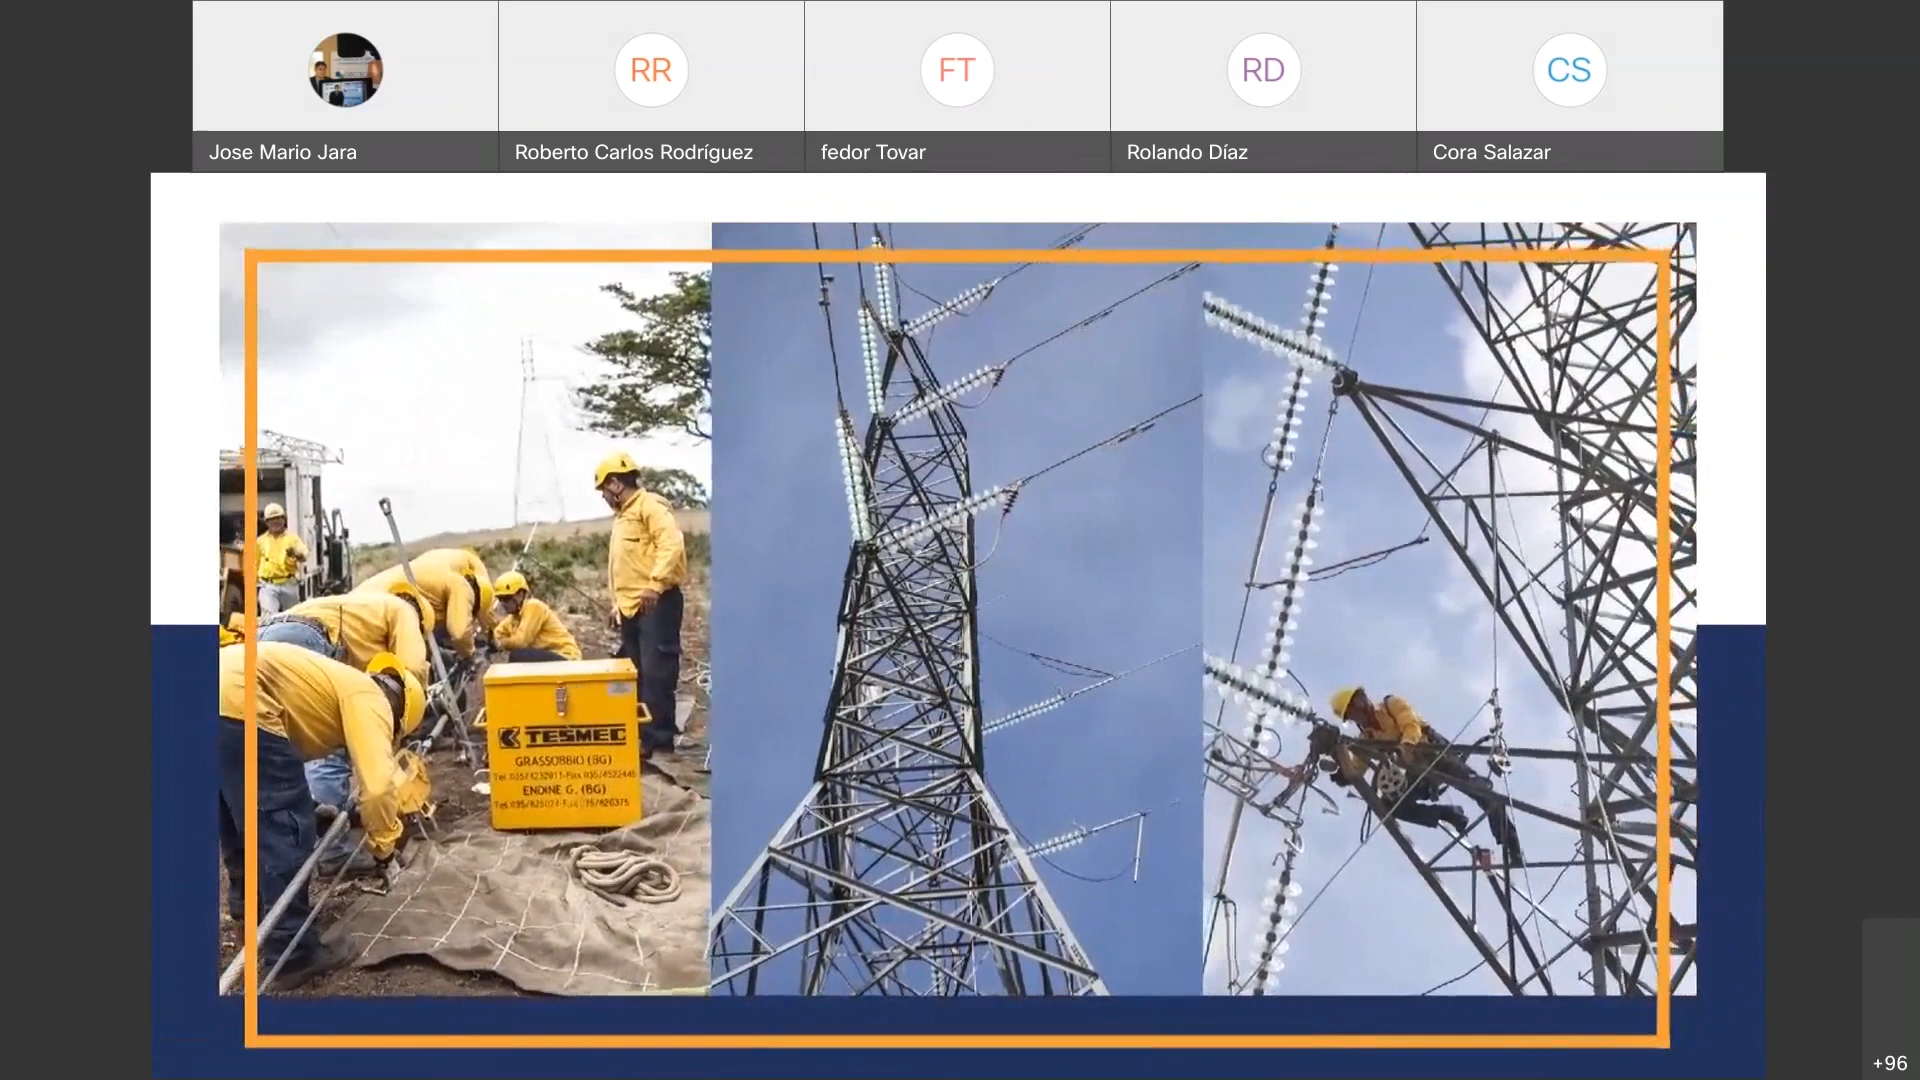 RR
FT
RD
CS
Jose Mario Jara
Roberto Carlos Rodríguez
fedor Tovar
Rolando Díaz
Cora Salazar
TESMEC
GRASSOBBIO (BG)
ENDINE G. (BG)
+96